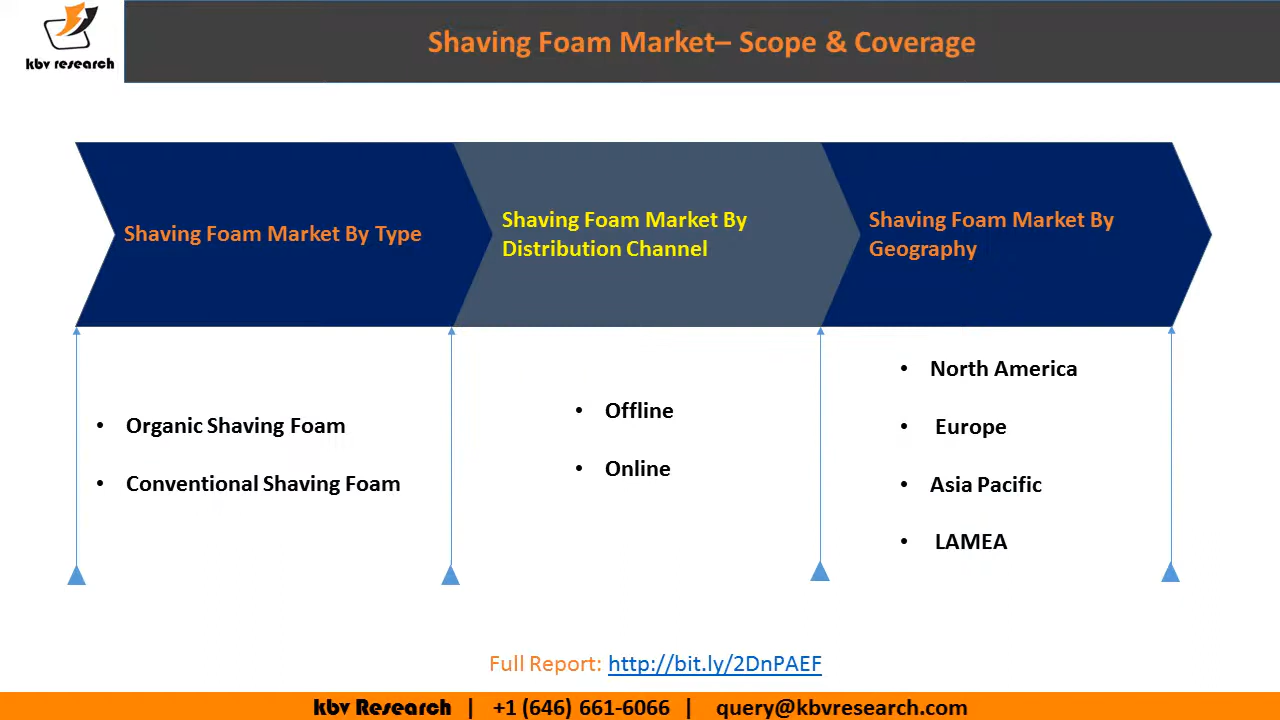 kbv research
Shaving Foam Market– Scope & Coverage
Shaving Foam Market By Type
Shaving Foam Market By
Distribution Channel
Shaving Foam Market By
Geography
• Organic Shaving Foam
• Conventional Shaving Foam
• Offline
• Online
• North America
• Europe
• Asia Pacific
• LAMEA
Full Report: http://bit.ly/2DnPAEF
kbv Research | +1 (646) 661-6066 | query@kbvresearch.com